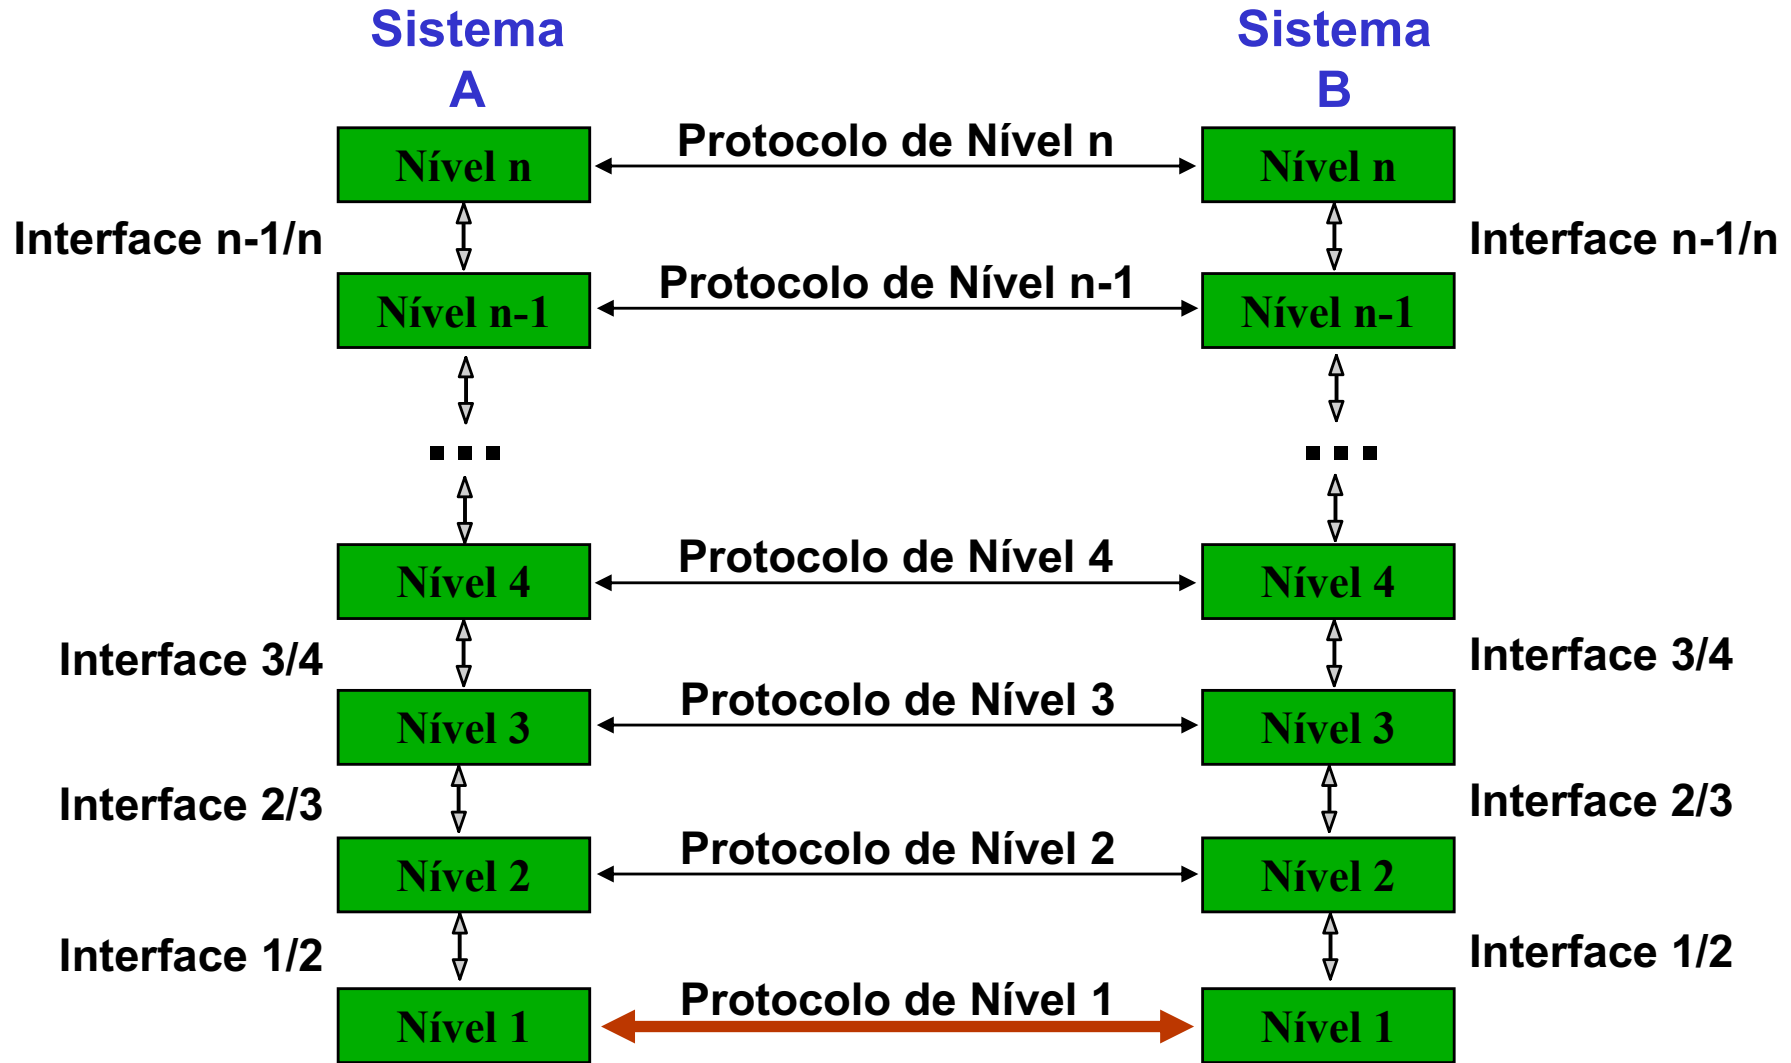 Sistema
A
Sistema
B
Nível n
Protocolo de Nível n
Nível n
Interface n-1/n
Interface n-1/n
Nível n-1
Protocolo de Nível n-1
Nível n-1
...
...
Nível 4
Protocolo de Nível 4
Nível 4
Interface 3/4
Interface 3/4
Nível 3
Protocolo de Nível 3
Nível 3
Interface 2/3
Interface 2/3
Nível 2
Protocolo de Nível 2
Nível 2
Interface 1/2
Interface 1/2
Nível 1
Protocolo de Nível 1
Nível 1